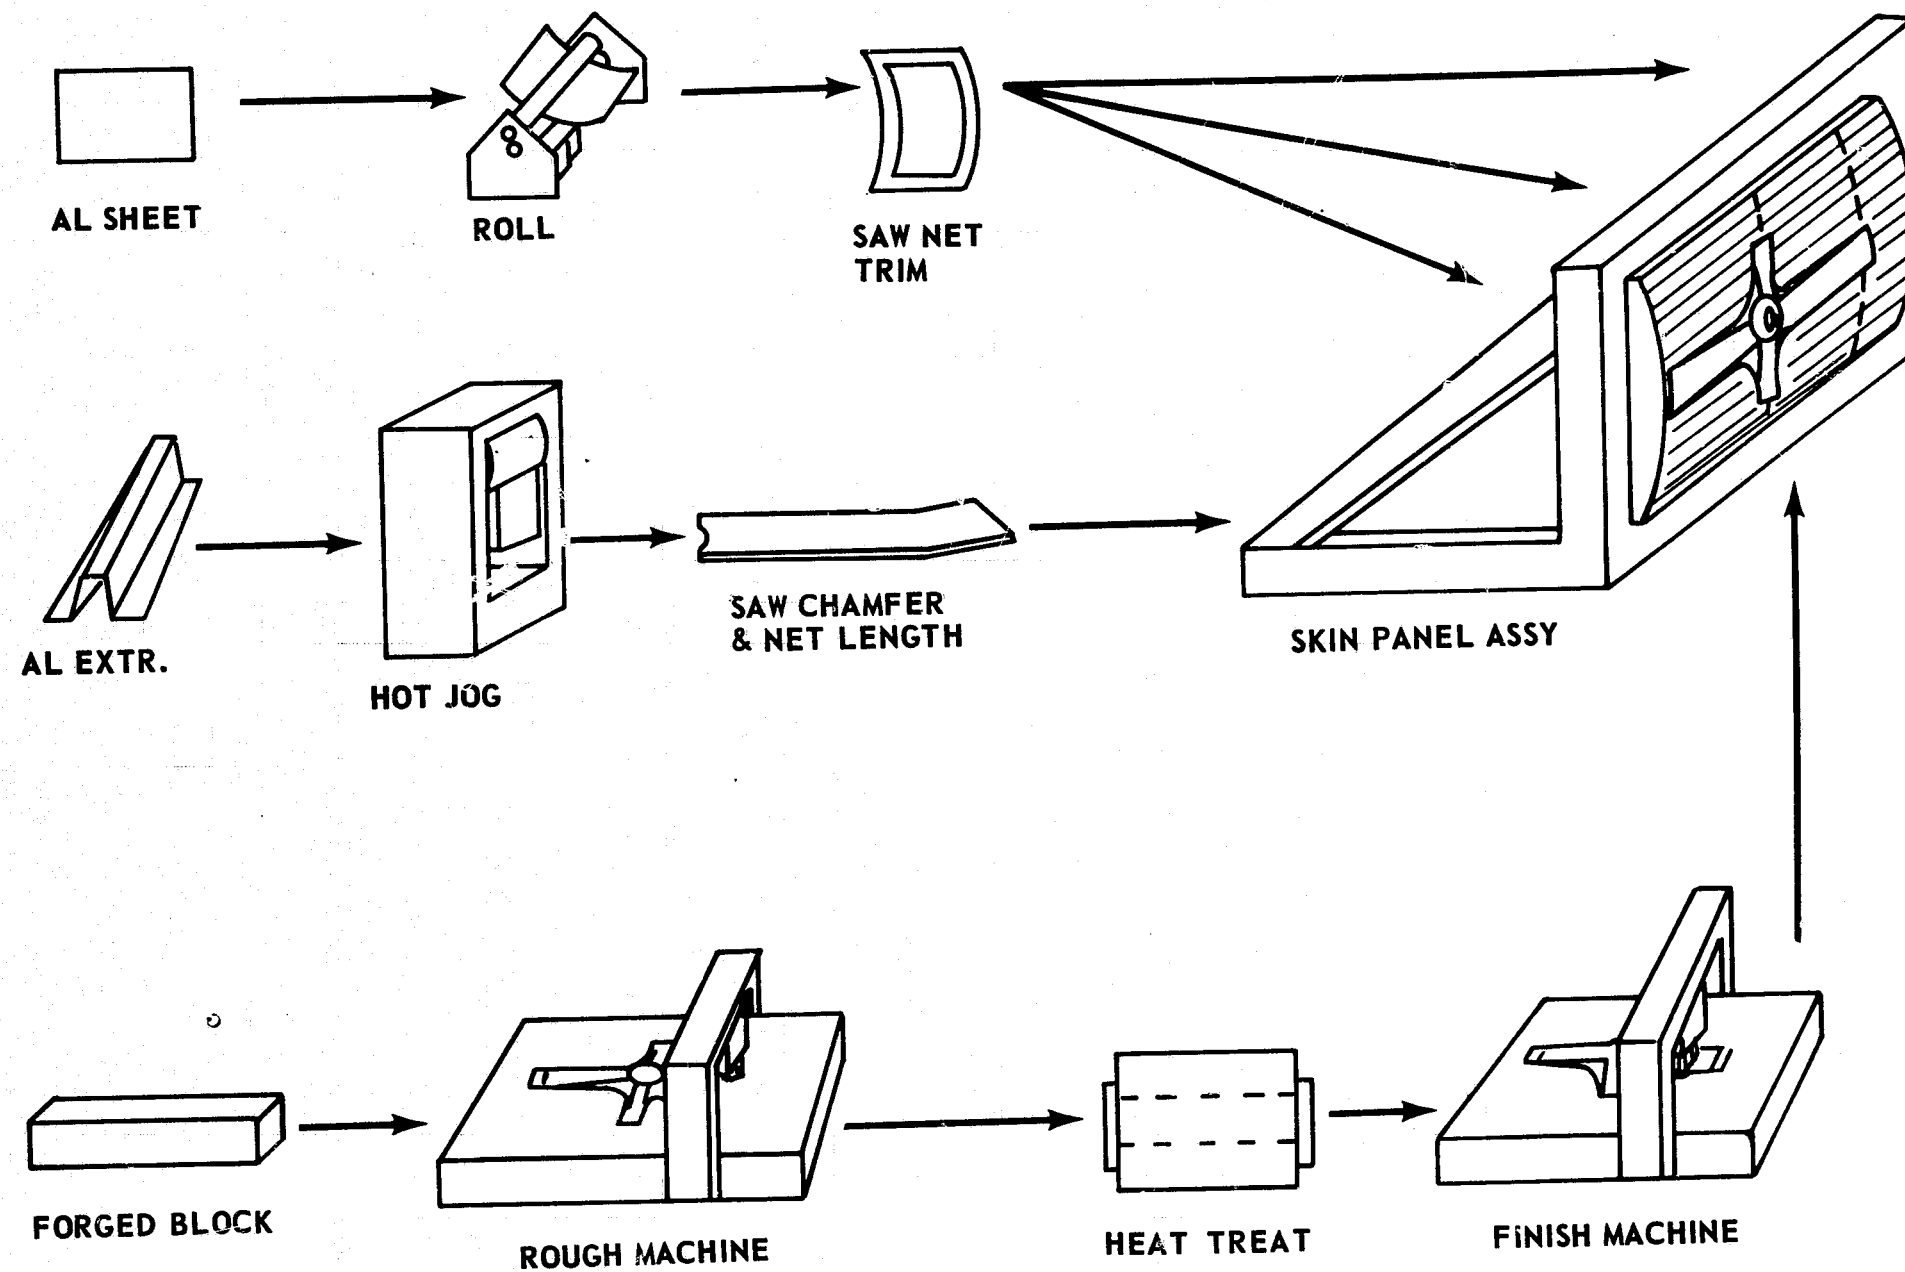 AL SHEET
ROLL
SAW NET
TRIM
AL EXTR.
HOT JOG
SAW CHAMFER
& NET LENGTH
SKIN PANEL ASSY
FORGED BLOCK
ROUGH MACHINE
HEAT TREAT
FINISH MACHINE